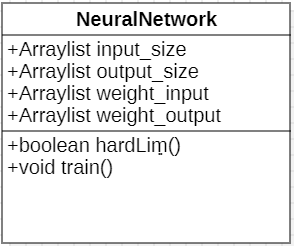 NeuralNetwork
+Arraylist input_size
+Arraylist output_size
+Arraylist weight_input
+Arraylist weight_output
+boolean hardLim()
+void train()